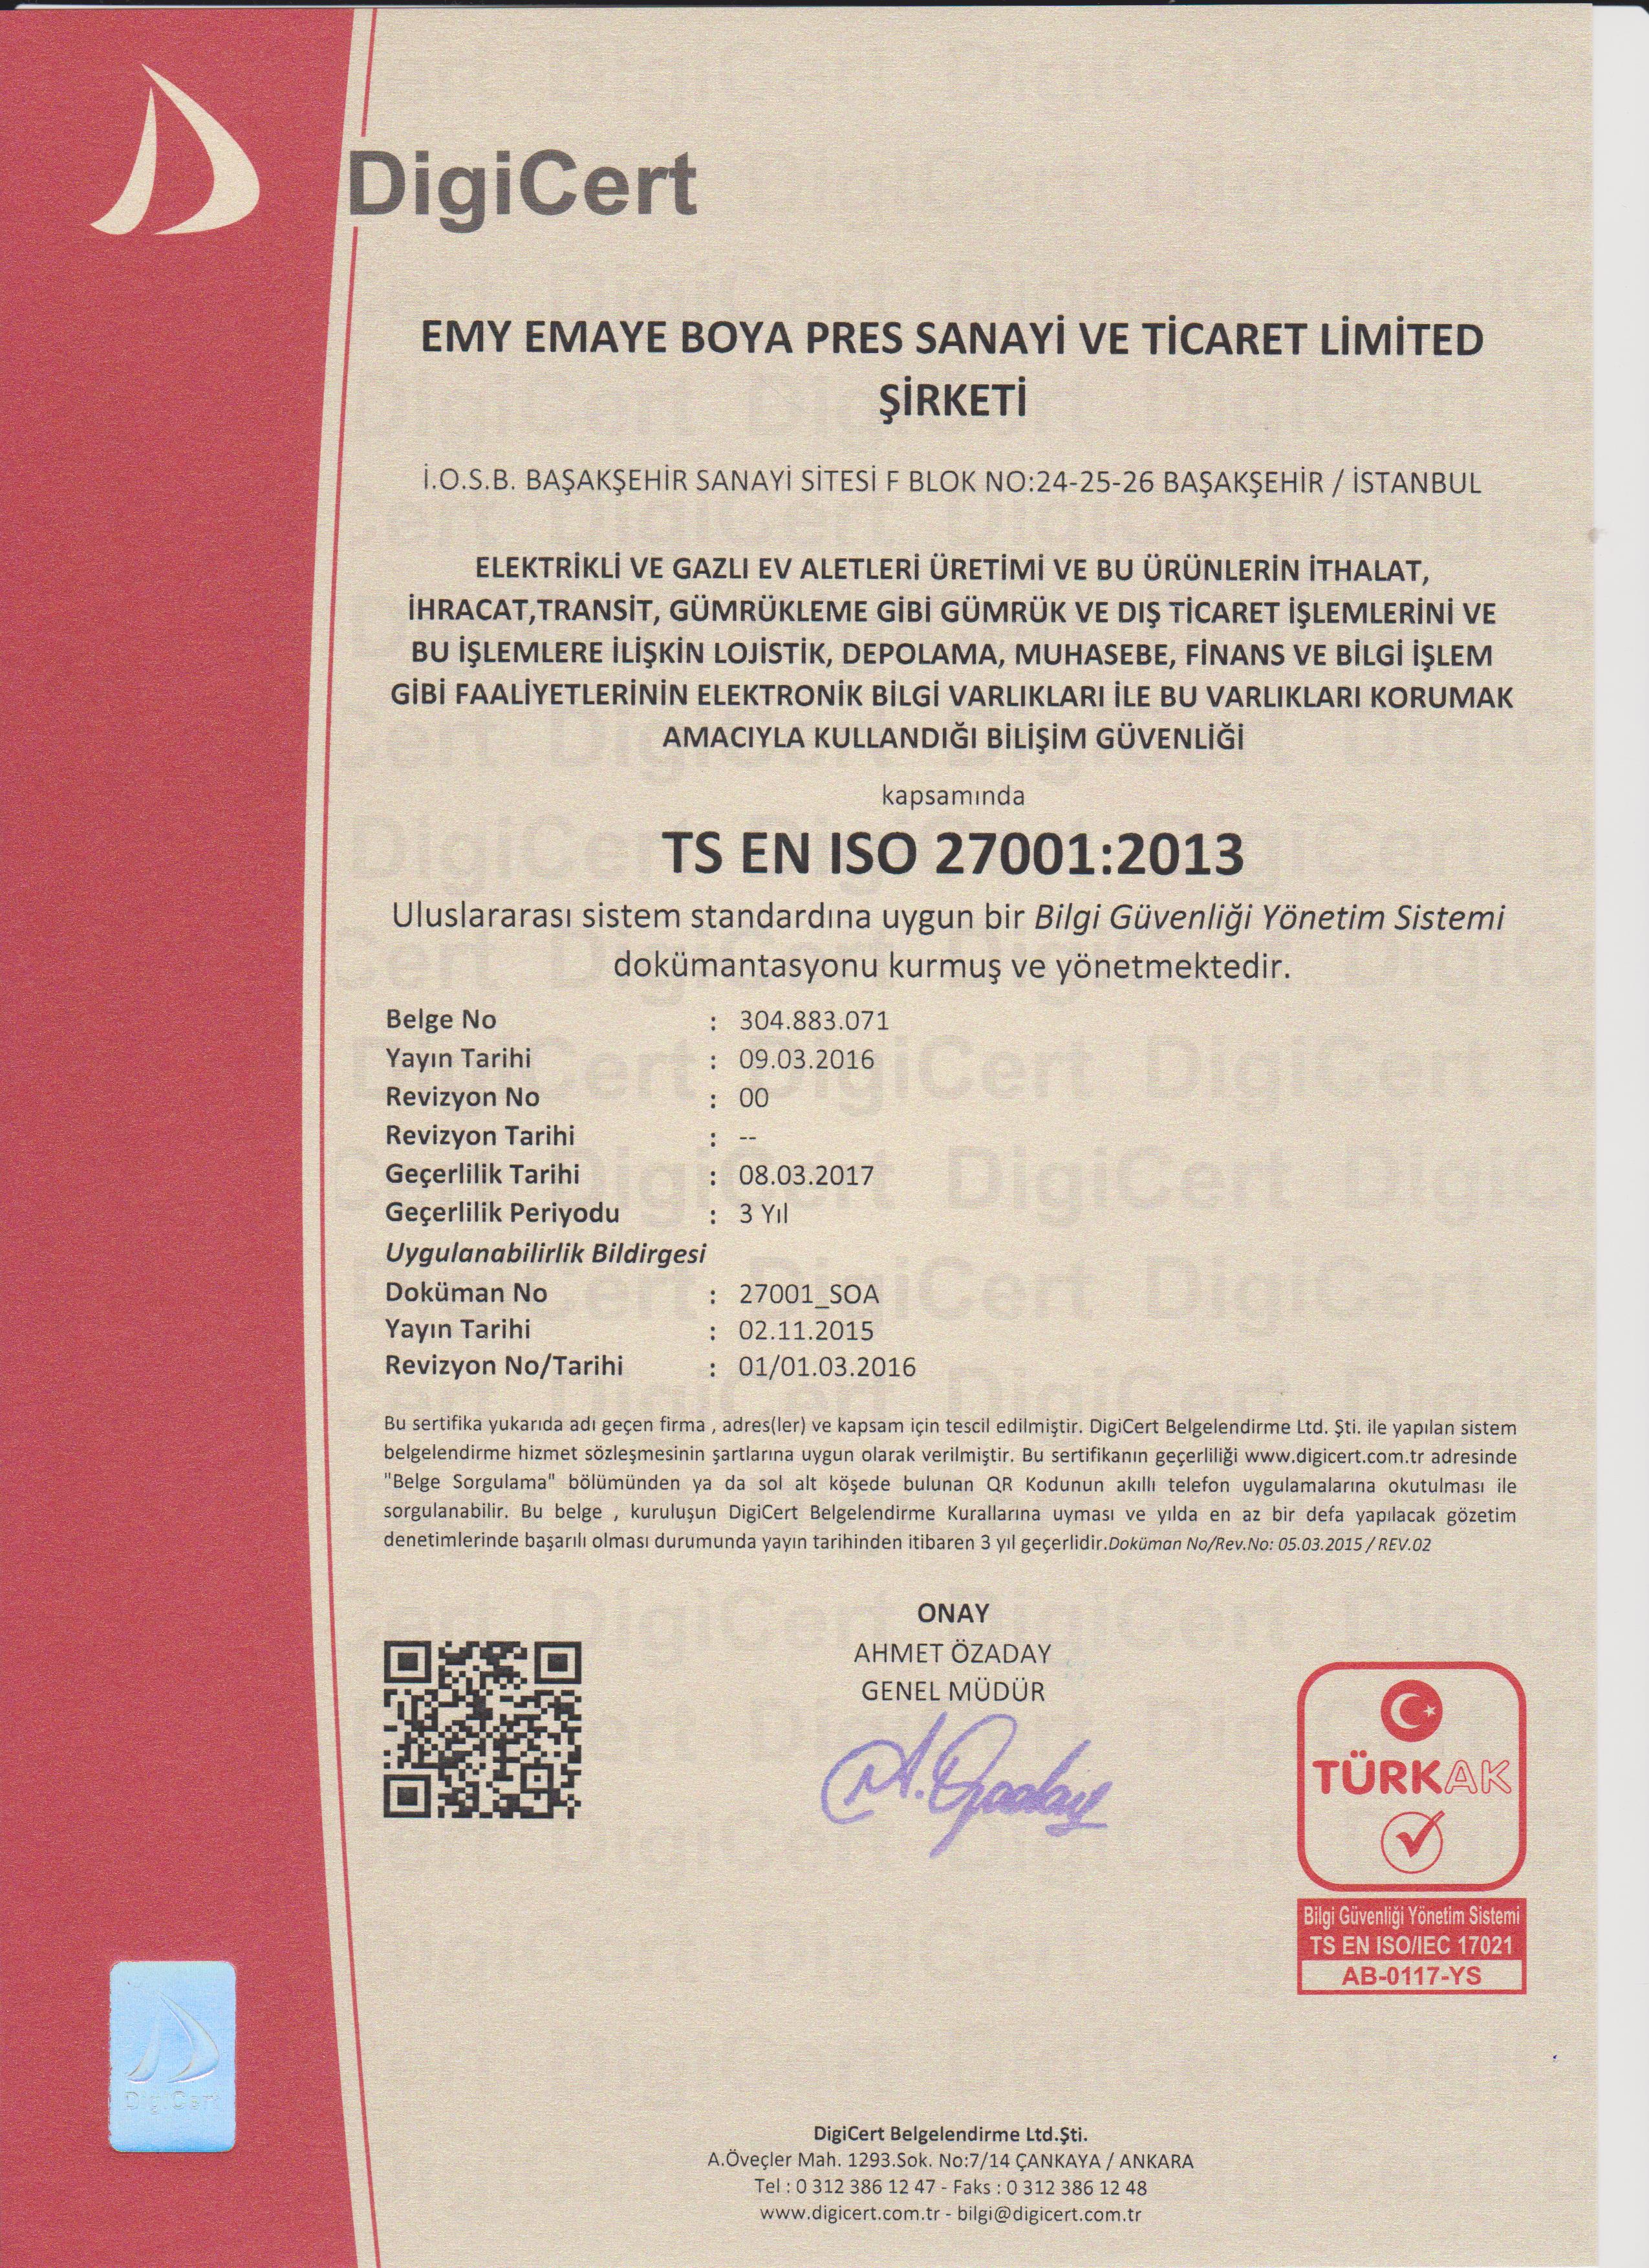 DigiCert
EMY EMAYE BOYA PRES SANAYİ VE TİCARET LİMİTED
ŞİRKETİ
İ.O.S.B. BAŞAKŞEHİR SANAYİ SİTESİ F BLOK NO:24-25-26 BAŞAKŞEHİR / İSTANBUL
ELEKTRİKLİ VE GAZLI EV ALETLERİ ÜRETİMİ VE BU ÜRÜNLERİN İTHALAT,
İHRACAT,TRANSİT, GÜMRÜKLEME GİBİ GÜMRÜK VE DIŞ TİCARET İŞLEMLERİNİ VE
BU İŞLEMLERE İLİŞKİN LOJİSTİK, DEPOLAMA, MUHASEBE, FİNANS VE BİLGİ İŞLEM
GİBİ FAALİYETLERİNİN ELEKTRONİK BİLGİ VARLIKLARI İLE BU VARLIKLARI KORUMAK
AMACIYLA KULLANDIĞI BİLİŞİM GÜVENLİĞİ
kapsamında
TS EN ISO 27001:2013
Uluslararası sistem standardına uygun bir Bilgi Güvenliği Yönetim Sistemi
dokümantasyonu kurmuş ve yönetmektedir.
Belge No : 304.883.071
Yayın Tarihi : 09.03.2016
Revizyon No : 00
Revizyon Tarihi : --
Geçerlilik Tarihi : 08.03.2017
Geçerlilik Periyodu : 3 Yıl
Uygulanabilirlik Bildirgesi
Doküman No : 27001_SOA
Yayın Tarihi : 02.11.2015
Revizyon No/Tarihi : 01/01.03.2016
Bu sertifika yukarıda adı geçen firma , adres(ler) ve kapsam için tescil edilmiştir. DigiCert Belgelendirme Ltd. Şti. ile yapılan sistem
belgelendirme hizmet sözleşmesinin şartlarına uygun olarak verilmiştir. Bu sertifikanın geçerliliği www.digicert.com.tr adresinde
"Belge Sorgulama" bölümünden ya da sol alt köşede bulunan QR Kodunun akıllı telefon uygulamalarına okutulması ile
sorgulanabilir. Bu belge , kuruluşun DigiCert Belgelendirme Kurallarına uyması ve yılda en az bir defa yapılacak gözetim
denetimlerinde başarılı olması durumunda yayın tarihinden itibaren 3 yıl geçerlidir.Doküman No/Rev.No: 05.03.2015 / REV.02
ONAY
AHMET ÖZADAY
GENEL MÜDÜR
A.Özaday
TÜRKAK
Bilgi Güvenliği Yönetim Sistemi
TS EN ISO/IEC 17021
AB-0117-YS
DigiCert
DigiCert Belgelendirme Ltd.Şti.
A.Öveçler Mah. 1293.Sok. No:7/14 ÇANKAYA / ANKARA
Tel : 0 312 386 12 47 - Faks : 0 312 386 12 48
www.digicert.com.tr - bilgi@digicert.com.tr